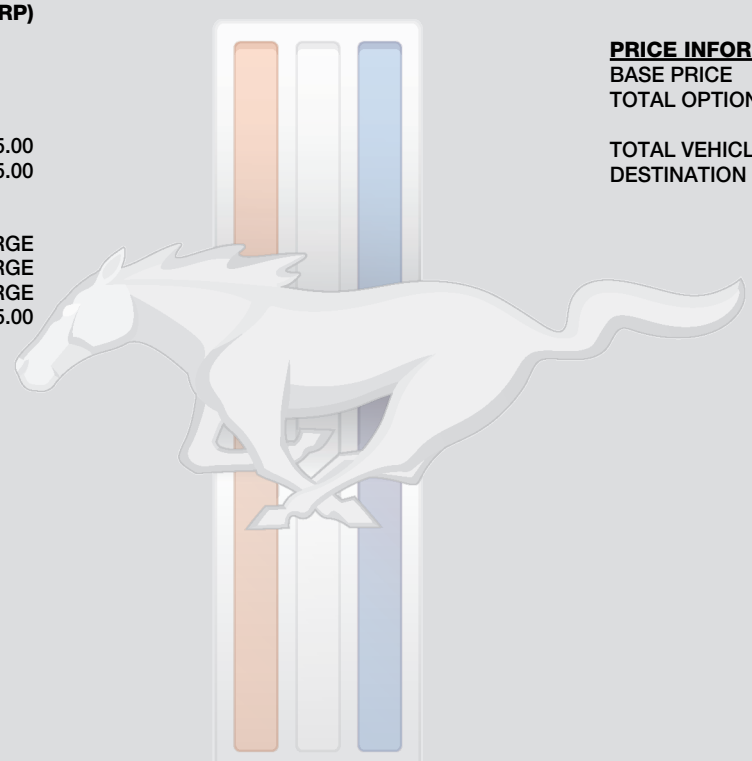 RP)
5.00
5.00
RGE
RGE
RGE
5.00
PRICE INFOR
BASE PRICE
TOTAL OPTION
TOTAL VEHICL
DESTINATION